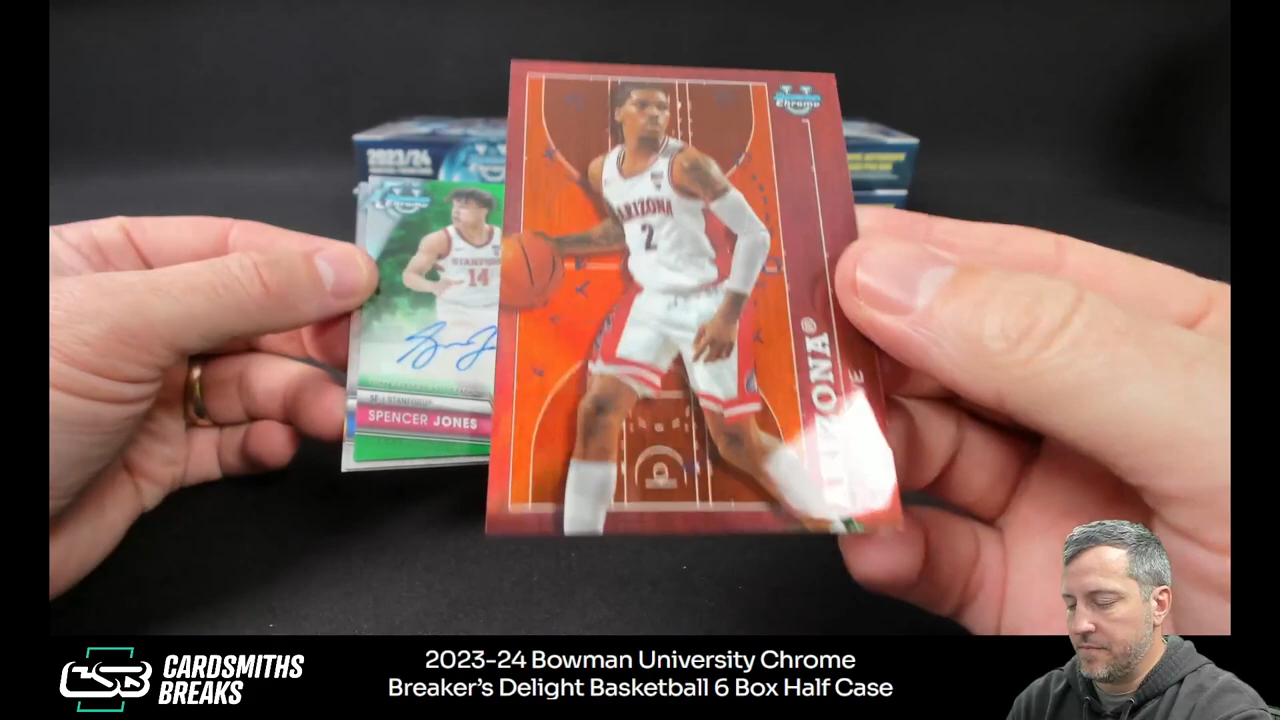 2023/24
Chrome
STANFORD
14
SPENCER JONES
Chrome
ARIZONA
2
ARIZONA®
CSB CARDSMITHS
BREAKS
2023-24 Bowman University Chrome
Breaker's Delight Basketball 6 Box Half Case